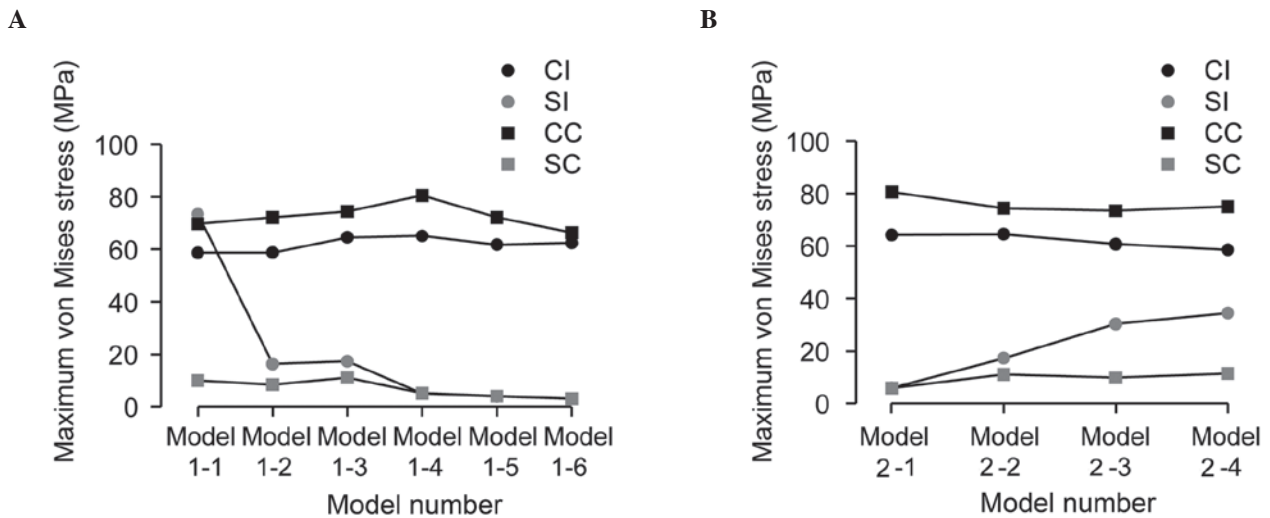 A
Maximum von Mises stress (MPa)
CI
SI
CC
SC
100
80
60
40
20
0
Model Model Model Model Model Model
1-1 1-2 1-3 1-4 1-5 1-6
Model number
B
Maximum von Mises stress (MPa)
CI
SI
CC
SC
100
80
60
40
20
0
Model Model Model Model
2-1 2-2 2-3 2-4
Model number